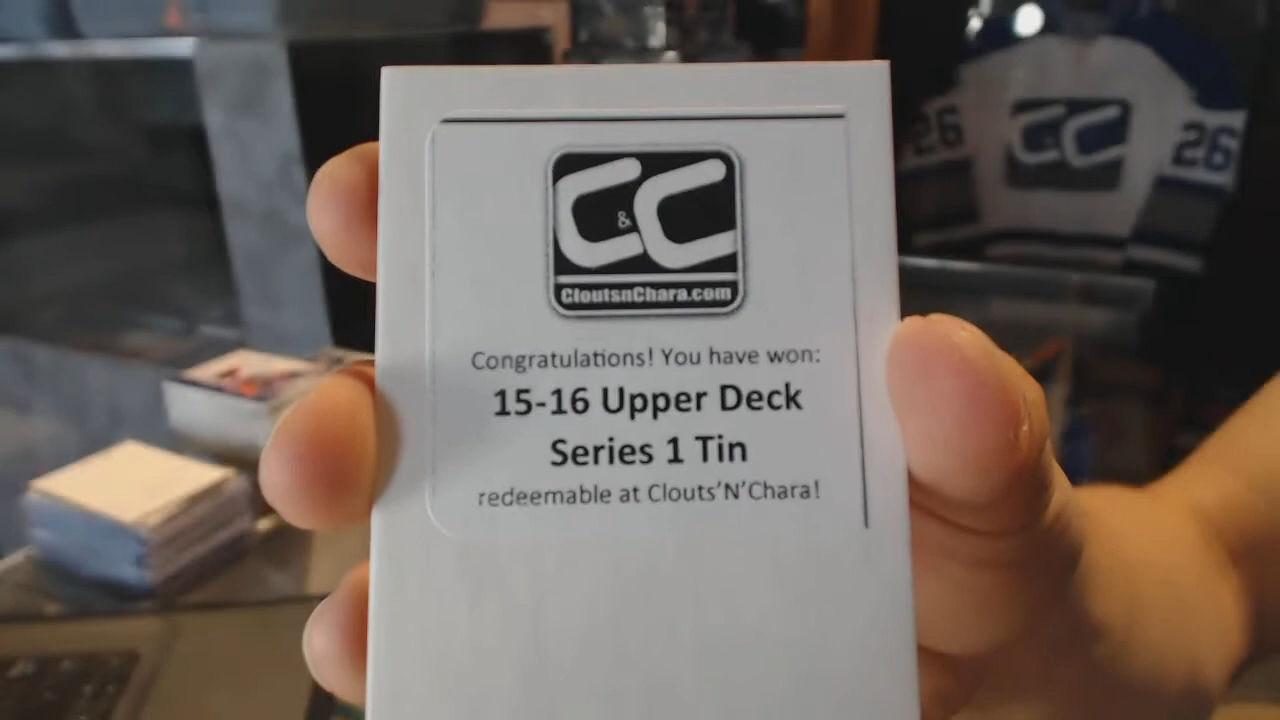 C&C
CloutsnChara.com
Congratulations! You have won:
15-16 Upper Deck
Series 1 Tin
redeemable at Clouts'N'Chara!
26
C&C
26